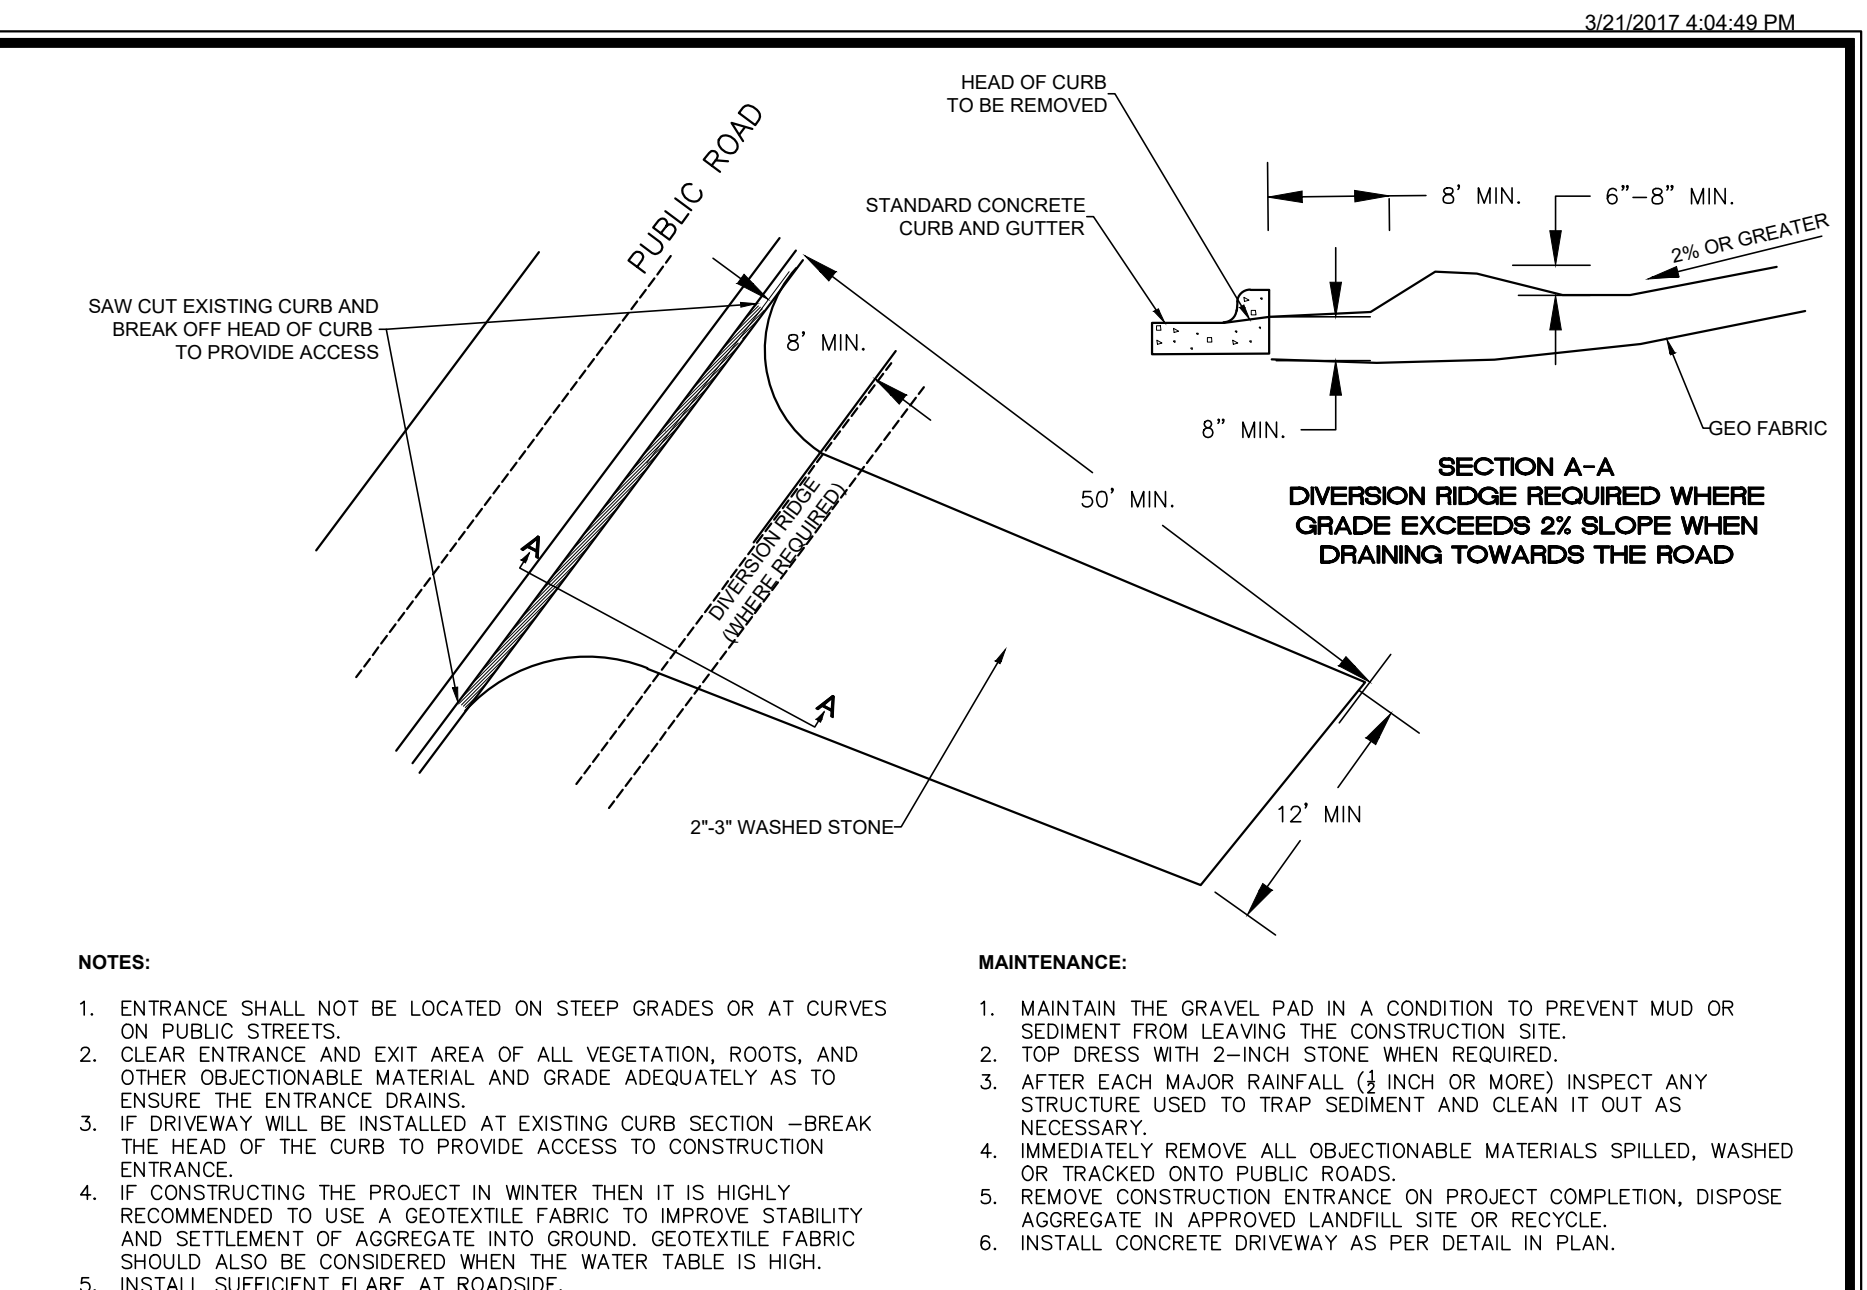 3/21/2017 4:04:49 PM
HEAD OF CURB
TO BE REMOVED
PUBLIC ROAD
STANDARD CONCRETE
CURB AND GUTTER
8' MIN.
6"-8" MIN.
2% OR GREATER
SAW CUT EXISTING CURB AND
BREAK OFF HEAD OF CURB
TO PROVIDE ACCESS
8' MIN.
8" MIN.
GEO FABRIC
SECTION A-A
DIVERSION RIDGE REQUIRED WHERE
GRADE EXCEEDS 2% SLOPE WHEN
DRAINING TOWARDS THE ROAD
50' MIN.
A
DIVERSION RIDGE
(WHERE REQUIRED)
A
12' MIN
2"-3" WASHED STONE
NOTES:
1. ENTRANCE SHALL NOT BE LOCATED ON STEEP GRADES OR AT CURVES
ON PUBLIC STREETS.
2. CLEAR ENTRANCE AND EXIT AREA OF ALL VEGETATION, ROOTS, AND
OTHER OBJECTIONABLE MATERIAL AND GRADE ADEQUATELY AS TO
ENSURE THE ENTRANCE DRAINS.
3. IF DRIVEWAY WILL BE INSTALLED AT EXISTING CURB SECTION -BREAK
THE HEAD OF THE CURB TO PROVIDE ACCESS TO CONSTRUCTION
ENTRANCE.
4. IF CONSTRUCTING THE PROJECT IN WINTER THEN IT IS HIGHLY
RECOMMENDED TO USE A GEOTEXTILE FABRIC TO IMPROVE STABILITY
AND SETTLEMENT OF AGGREGATE INTO GROUND. GEOTEXTILE FABRIC
SHOULD ALSO BE CONSIDERED WHEN THE WATER TABLE IS HIGH.
5. INSTALL SUFFICIENT FLARE AT ROADSIDE.
MAINTENANCE:
1. MAINTAIN THE GRAVEL PAD IN A CONDITION TO PREVENT MUD OR
SEDIMENT FROM LEAVING THE CONSTRUCTION SITE.
2. TOP DRESS WITH 2-INCH STONE WHEN REQUIRED.
3. AFTER EACH MAJOR RAINFALL (½ INCH OR MORE) INSPECT ANY
STRUCTURE USED TO TRAP SEDIMENT AND CLEAN IT OUT AS
NECESSARY.
4. IMMEDIATELY REMOVE ALL OBJECTIONABLE MATERIALS SPILLED, WASHED
OR TRACKED ONTO PUBLIC ROADS.
5. REMOVE CONSTRUCTION ENTRANCE ON PROJECT COMPLETION, DISPOSE
AGGREGATE IN APPROVED LANDFILL SITE OR RECYCLE.
6. INSTALL CONCRETE DRIVEWAY AS PER DETAIL IN PLAN.